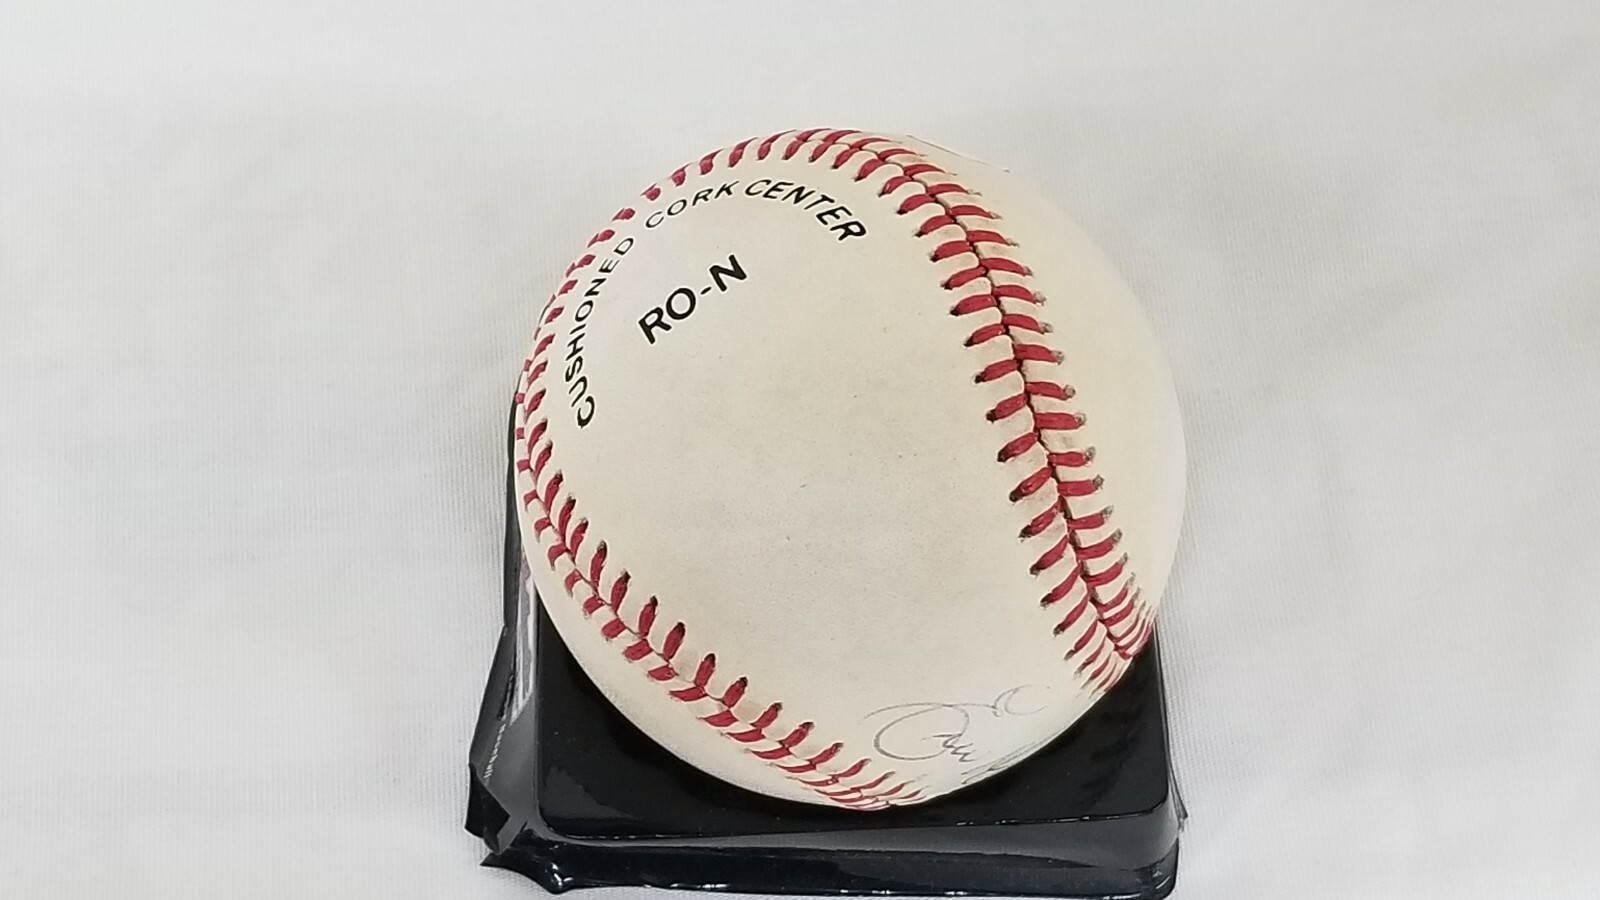 CUSHIONED CORK CENTER
RO-N